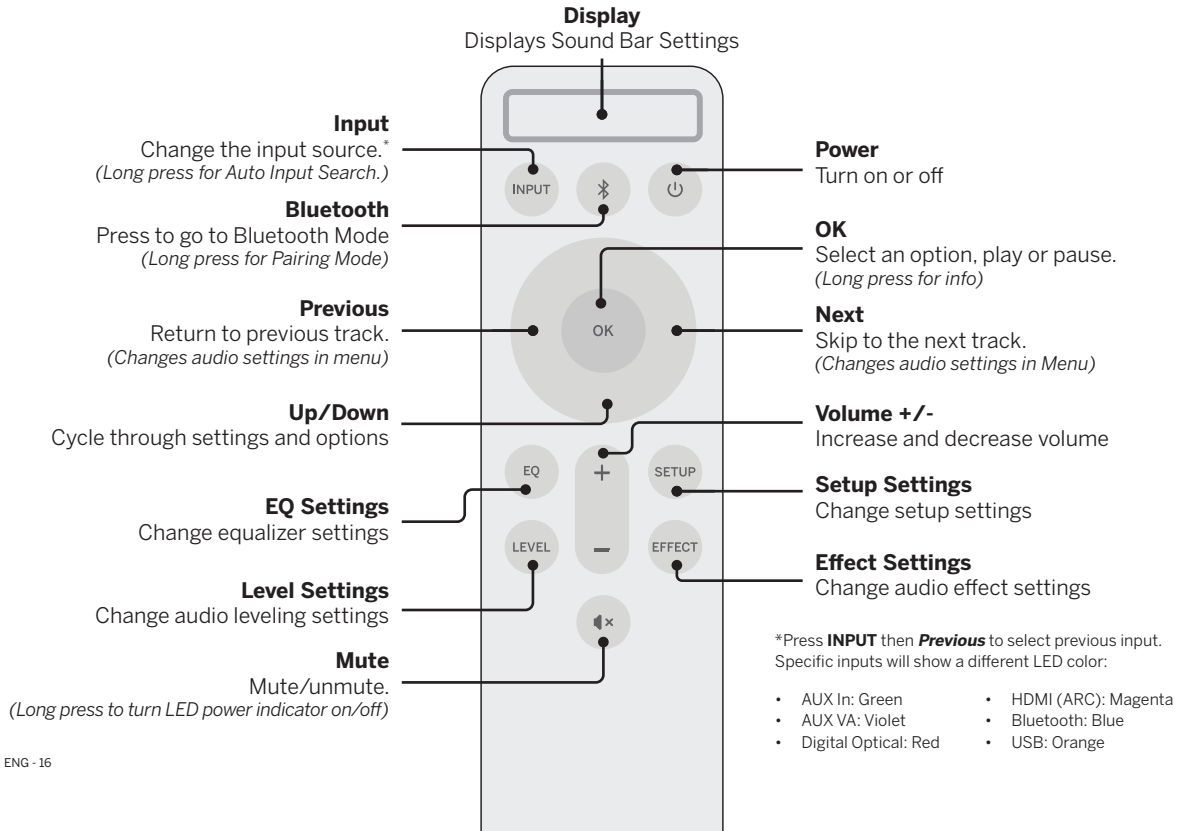 Display
Displays Sound Bar Settings
Input
Change the input source.*
(Long press for Auto Input Search.)
Bluetooth
Press to go to Bluetooth Mode
(Long press for Pairing Mode)
Previous
Return to previous track.
(Changes audio settings in menu)
Up/Down
Cycle through settings and options
EQ Settings
Change equalizer settings
Level Settings
Change audio leveling settings
Mute
Mute/unmute.
(Long press to turn LED power indicator on/off)
INPUT
OK
EQ
+
SETUP
LEVEL
–
EFFECT
Power
Turn on or off
OK
Select an option, play or pause.
(Long press for info)
Next
Skip to the next track.
(Changes audio settings in Menu)
Volume +/-
Increase and decrease volume
Setup Settings
Change setup settings
Effect Settings
Change audio effect settings
*Press INPUT then Previous to select previous input.
Specific inputs will show a different LED color:
• AUX In: Green
• AUX VA: Violet
• Digital Optical: Red
• HDMI (ARC): Magenta
• Bluetooth: Blue
• USB: Orange
ENG - 16